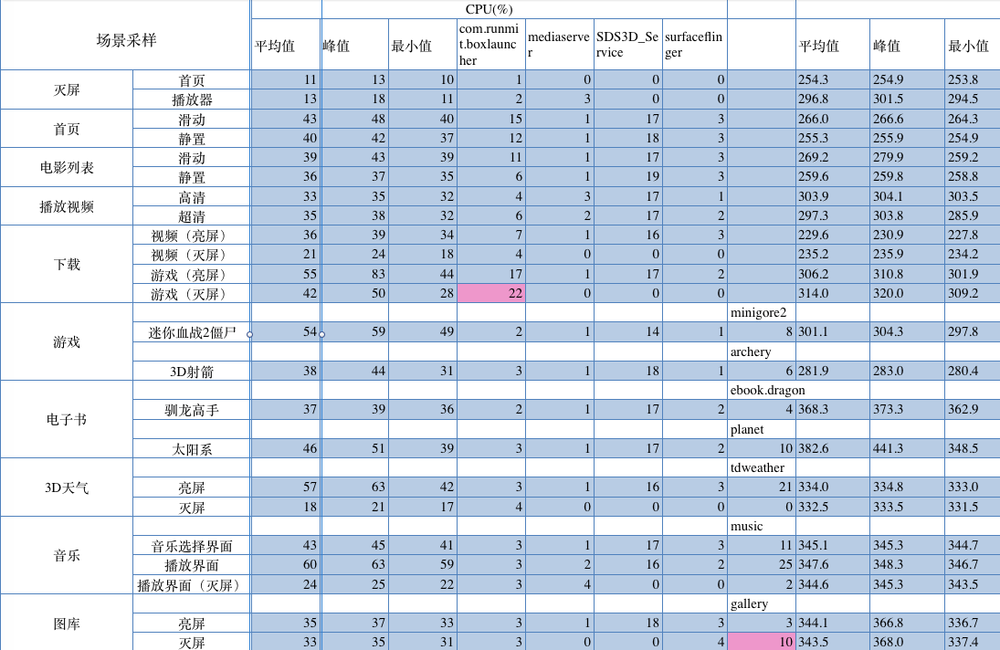 CPU(%)
场景采样 平均值 峰值 最小值 com.runmit.boxlauncher mediaserver SDS3D_Service surfaceflinger 平均值 峰值 最小值
灭屏 首页 11 13 10 1 0 0 0 254.3 254.9 253.8
播放器 13 18 11 2 3 0 0 296.8 301.5 294.5
首页 滑动 43 48 40 15 1 17 3 266.0 266.6 264.3
静置 40 42 37 12 1 18 3 255.3 255.9 254.9
电影列表 滑动 39 43 39 11 1 17 3 269.2 279.9 259.2
静置 36 37 35 6 1 19 3 259.6 259.8 258.8
播放视频 高清 33 35 32 4 3 17 1 303.9 304.1 303.5
超清 35 38 32 6 2 17 2 297.3 303.8 285.9
下载 视频（亮屏） 36 39 34 7 1 16 3 229.6 230.9 227.8
视频（灭屏） 21 24 18 4 0 0 0 235.2 235.9 234.2
游戏（亮屏） 55 83 44 17 1 17 2 306.2 310.8 301.9
游戏（灭屏） 42 50 28 22 0 0 0 314.0 320.0 309.2
游戏 minigore2
迷你血战2僵尸 54 59 49 2 1 14 1 8 301.1 304.3 297.8
archery
3D射箭 38 44 31 3 1 18 1 6 281.9 283.0 280.4
电子书 ebook.dragon
驯龙高手 37 39 36 2 1 17 2 4 368.3 373.3 362.9
planet
太阳系 46 51 39 3 1 17 2 10 382.6 441.3 348.5
3D天气 tdweather
亮屏 57 63 42 3 1 16 3 21 334.0 334.8 333.0
灭屏 18 21 17 4 0 0 0 0 332.5 333.5 331.5
音乐 music
音乐选择界面 43 45 41 3 1 17 3 11 345.1 345.3 344.7
播放界面 60 63 59 3 2 16 2 25 347.6 348.3 346.7
播放界面（灭屏） 24 25 22 3 4 0 0 2 344.6 345.3 343.5
图库 gallery
亮屏 35 37 33 3 1 18 3 3 344.1 366.8 336.7
灭屏 33 35 31 3 0 0 4 10 343.5 368.0 337.4